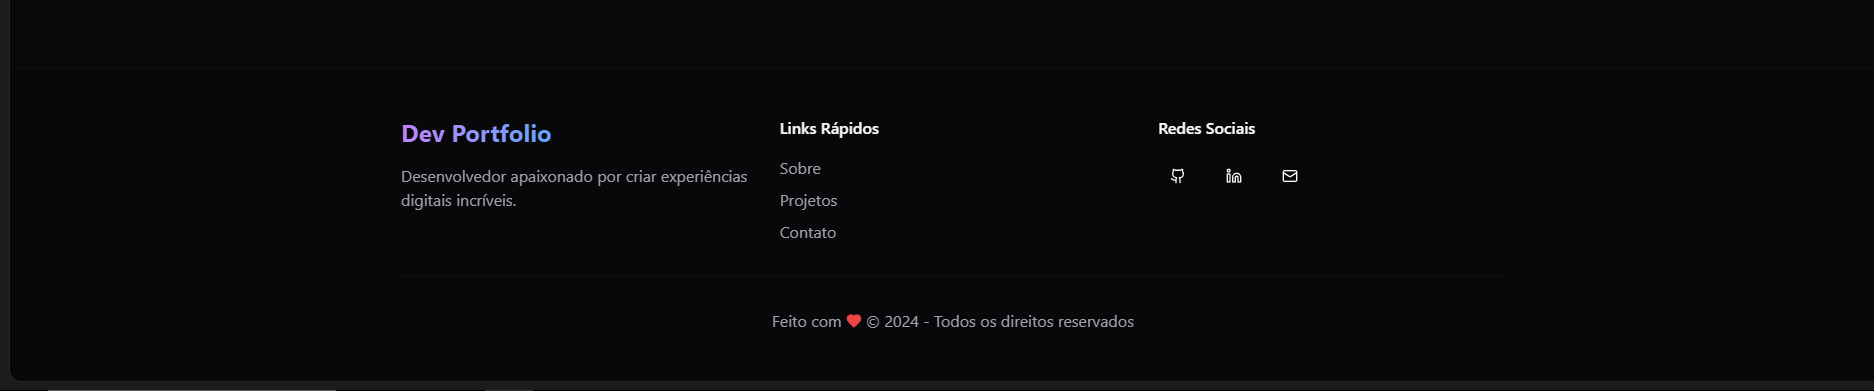 Dev Portfolio
Desenvolvedor apaixonado por criar experiências
digitais incríveis.
Links Rápidos
Sobre
Projetos
Contato
Redes Sociais
Feito com ❤ © 2024 - Todos os direitos reservados